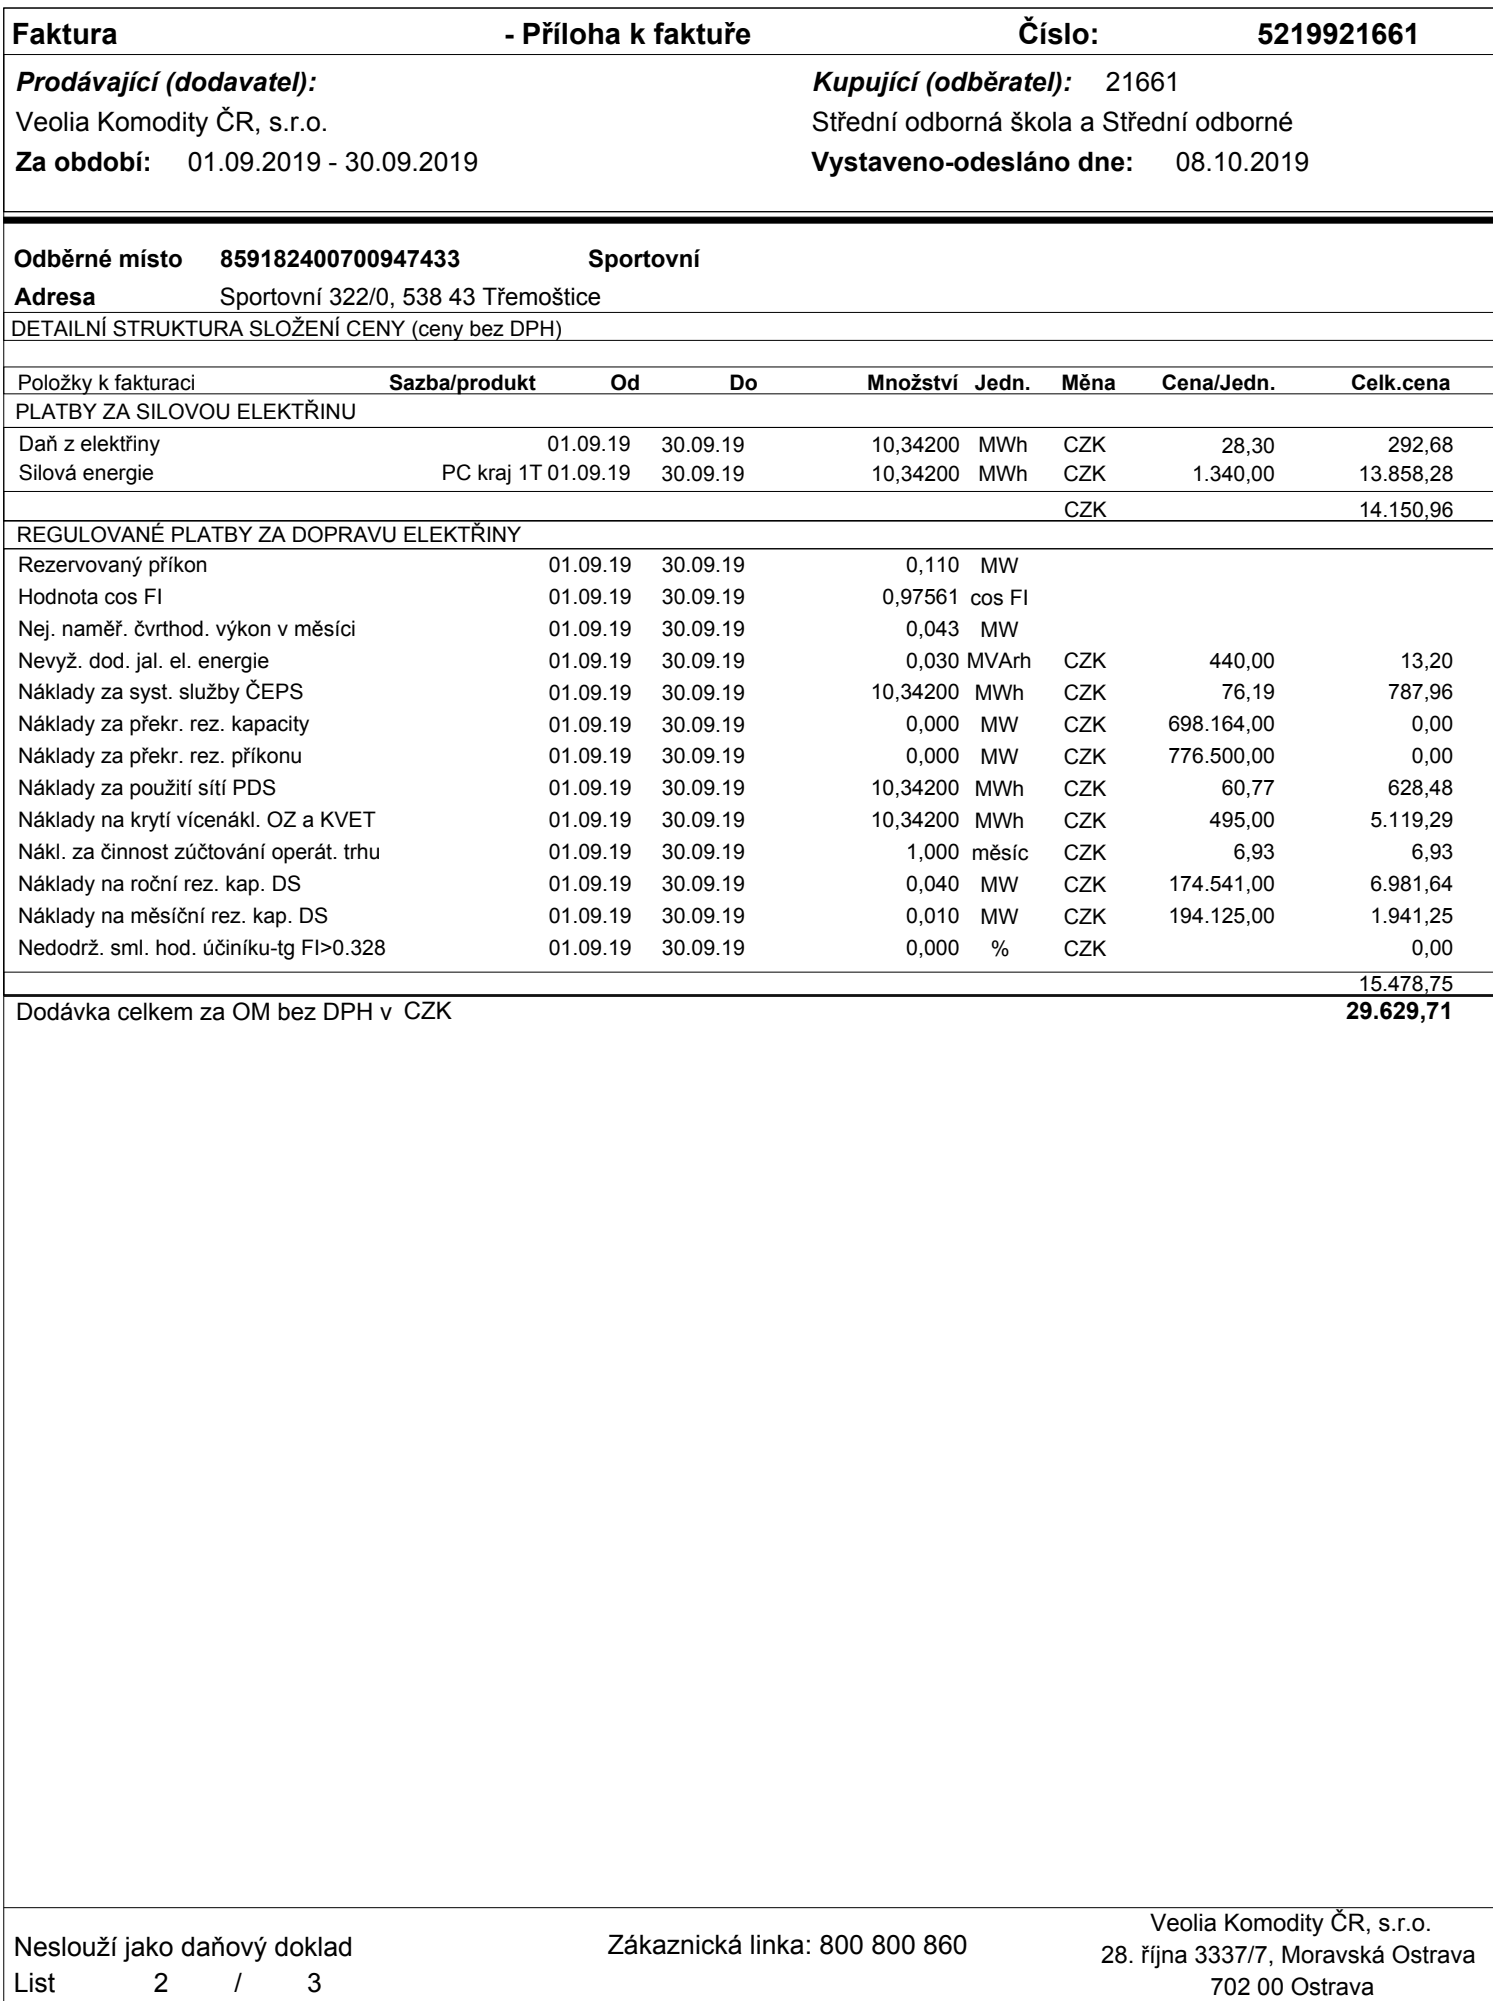 Faktura - Příloha k faktuře Číslo: 5219921661
Prodávající (dodavatel): Kupující (odběratel): 21661
Veolia Komodity ČR, s.r.o. Střední odborná škola a Střední odborné
Za období: 01.09.2019 - 30.09.2019 Vystaveno-odesláno dne: 08.10.2019
Odběrné místo 859182400700947433 Sportovní
Adresa Sportovní 322/0, 538 43 Třemoštice
DETAILNÍ STRUKTURA SLOŽENÍ CENY (ceny bez DPH)
Položky k fakturaci Sazba/produkt Od Do Množství Jedn. Měna Cena/Jedn. Celk.cena
PLATBY ZA SILOVOU ELEKTŘINU
Daň z elektřiny 01.09.19 30.09.19 10,34200 MWh CZK 28,30 292,68
Silová energie PC kraj 1T 01.09.19 30.09.19 10,34200 MWh CZK 1.340,00 13.858,28
CZK 14.150,96
REGULOVANÉ PLATBY ZA DOPRAVU ELEKTŘINY
Rezervovaný příkon 01.09.19 30.09.19 0,110 MW
Hodnota cos FI 01.09.19 30.09.19 0,97561 cos FI
Nej. naměř. čvrthod. výkon v měsíci 01.09.19 30.09.19 0,043 MW
Nevyž. dod. jal. el. energie 01.09.19 30.09.19 0,030 MVArh CZK 440,00 13,20
Náklady za syst. služby ČEPS 01.09.19 30.09.19 10,34200 MWh CZK 76,19 787,96
Náklady za překr. rez. kapacity 01.09.19 30.09.19 0,000 MW CZK 698.164,00 0,00
Náklady za překr. rez. příkonu 01.09.19 30.09.19 0,000 MW CZK 776.500,00 0,00
Náklady za použití sítí PDS 01.09.19 30.09.19 10,34200 MWh CZK 60,77 628,48
Náklady na krytí vícenákl. OZ a KVET 01.09.19 30.09.19 10,34200 MWh CZK 495,00 5.119,29
Nákl. za činnost zúčtování operát. trhu 01.09.19 30.09.19 1,000 měsíc CZK 6,93 6,93
Náklady na roční rez. kap. DS 01.09.19 30.09.19 0,040 MW CZK 174.541,00 6.981,64
Náklady na měsíční rez. kap. DS 01.09.19 30.09.19 0,010 MW CZK 194.125,00 1.941,25
Nedodrž. sml. hod. účiníku-tg FI>0.328 01.09.19 30.09.19 0,000 % CZK 0,00
15.478,75
Dodávka celkem za OM bez DPH v CZK 29.629,71
Neslouží jako daňový doklad
List 2 / 3
Zákaznická linka: 800 800 860
Veolia Komodity ČR, s.r.o.
28. října 3337/7, Moravská Ostrava
702 00 Ostrava